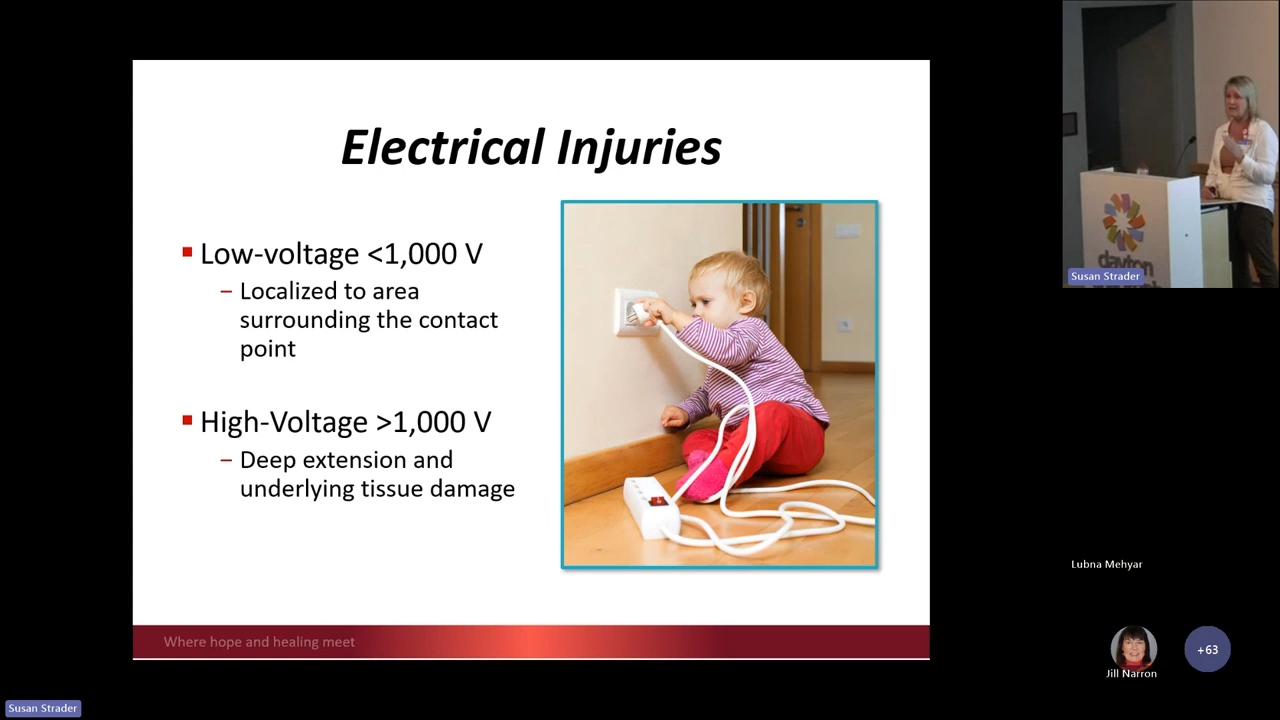 Electrical Injuries
▪ Low-voltage <1,000 V
– Localized to area
surrounding the contact
point
▪ High-Voltage >1,000 V
– Deep extension and
underlying tissue damage
Where hope and healing meet
dayton
Susan Strader
Lubna Mehyar
+63
Jill Narron
Susan Strader